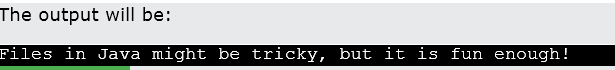 The output will be:
Files in Java might be tricky, but it is fun enough!